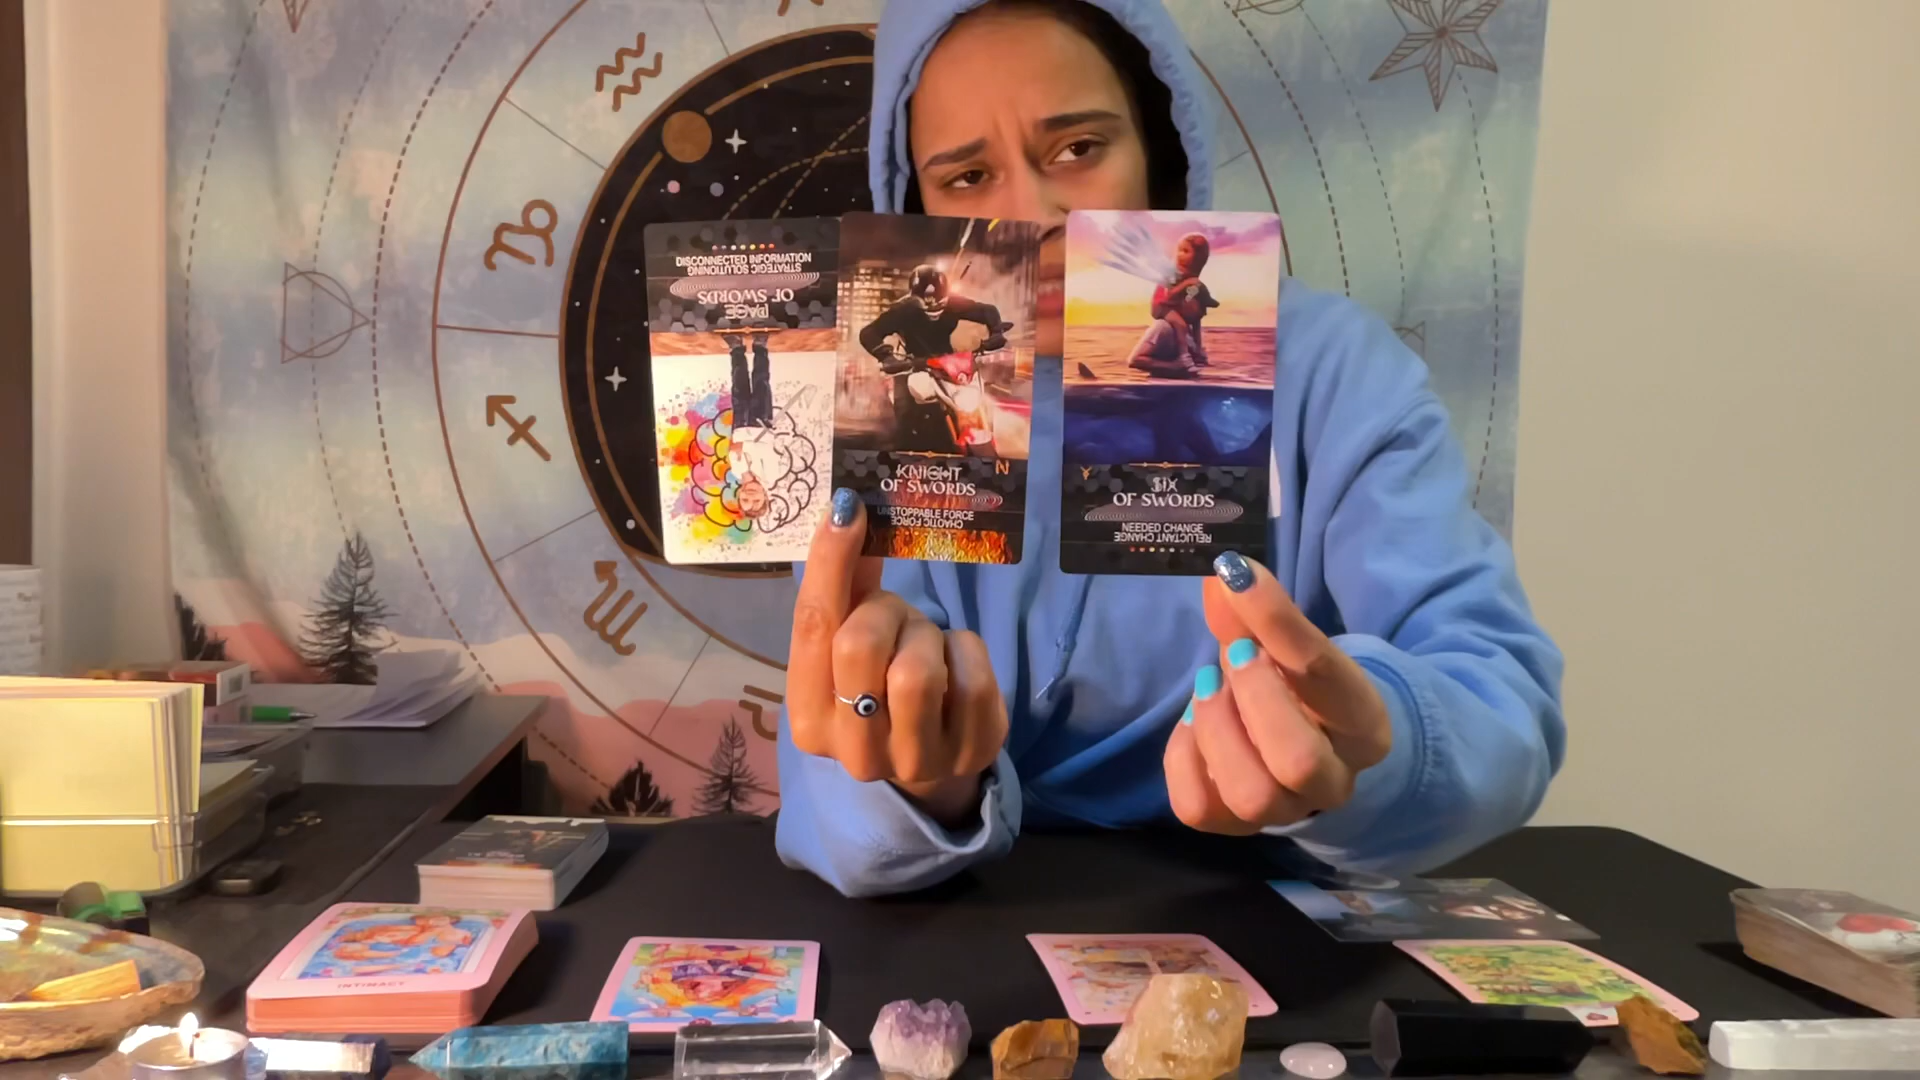 DISCONNECTED INFORMATION
STRATEGIC SOLUTIONING
PAGE
OF SWORDS
KNIGHT
OF SWORDS
UNSTOPPABLE FORCE
CHAOTIC FORCE
SIX
OF SWORDS
NEEDED CHANGE
RELUCTANT CHANGE
INTIMACY